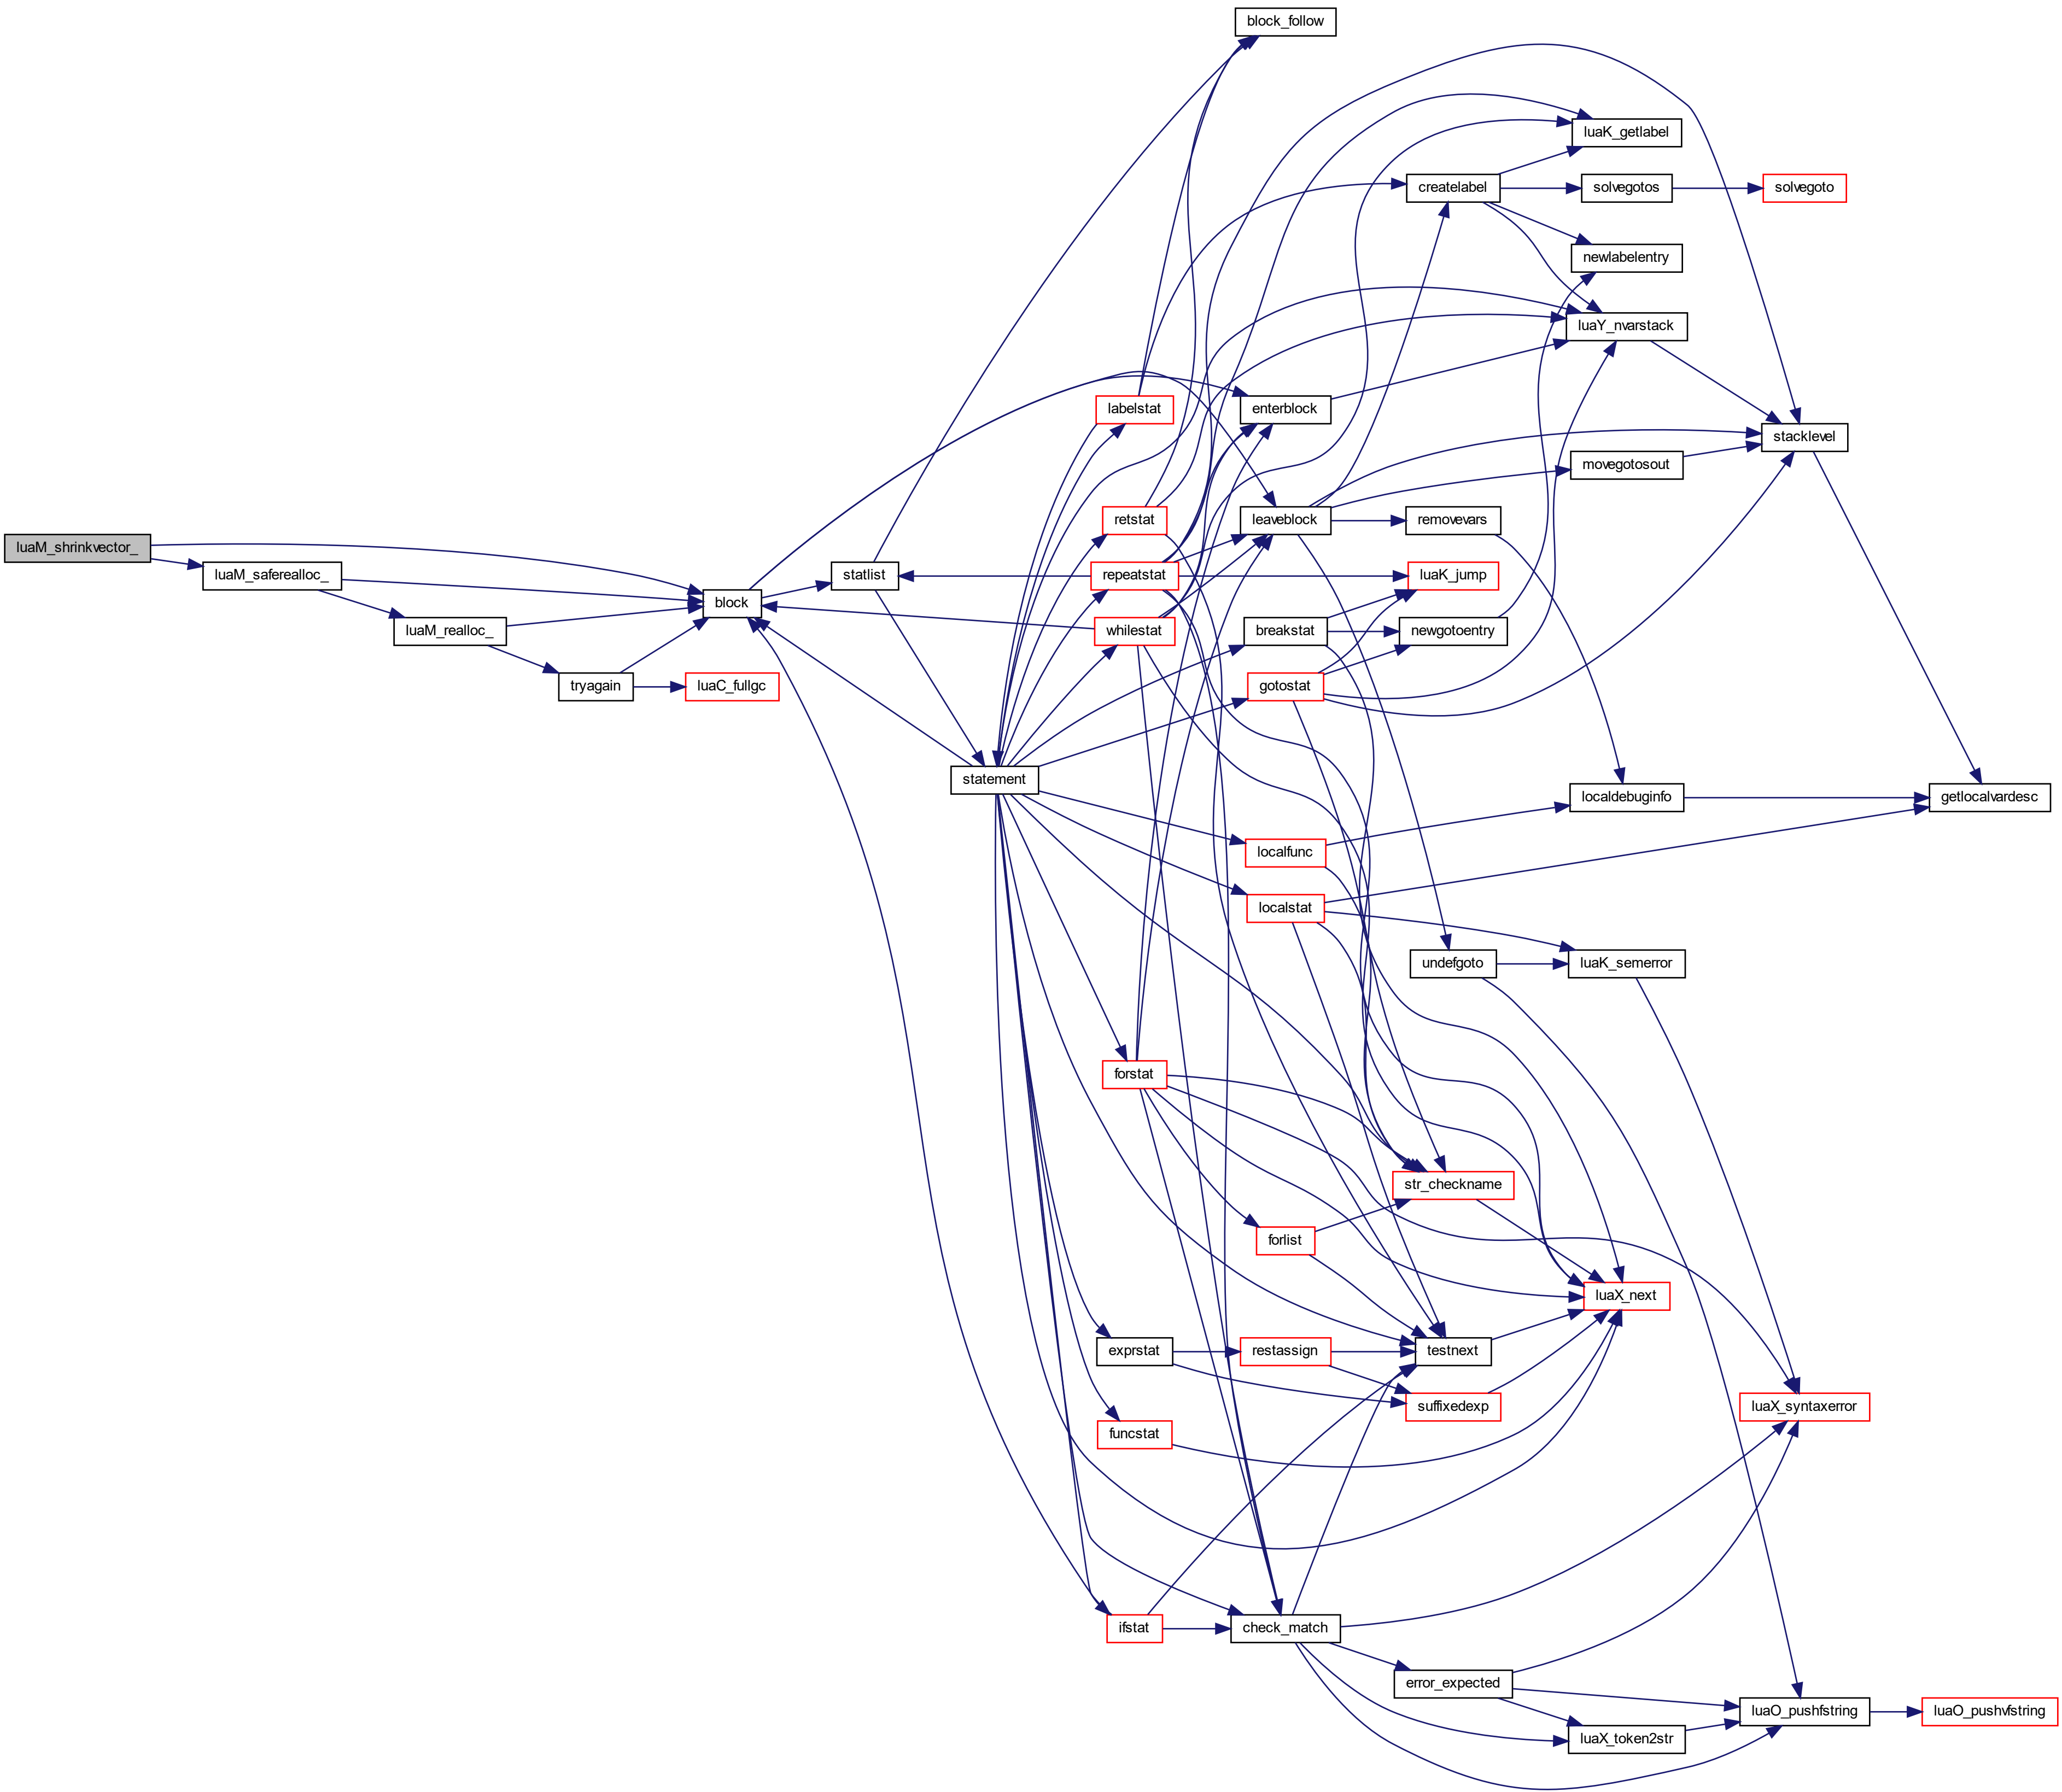 block_follow
luaK_getlabel
createlabel
solvegotos
solvegoto
newlabelentry
luaY_nvarstack
labelstat
enterblock
stacklevel
movegotosout
retstat
leaveblock
removevars
luaM_shrinkvector_
luaM_saferealloc_
statlist
repeatstat
luaK_jump
block
luaM_realloc_
whilestat
breakstat
newgotoentry
tryagain
luaC_fullgc
gotostat
statement
localdebuginfo
getlocalvardesc
localfunc
localstat
undefgoto
luaK_semerror
forstat
str_checkname
forlist
luaX_next
exprstat
restassign
testnext
suffixedexp
luaX_syntaxerror
funcstat
ifstat
check_match
error_expected
luaO_pushfstring
luaO_pushvfstring
luaX_token2str